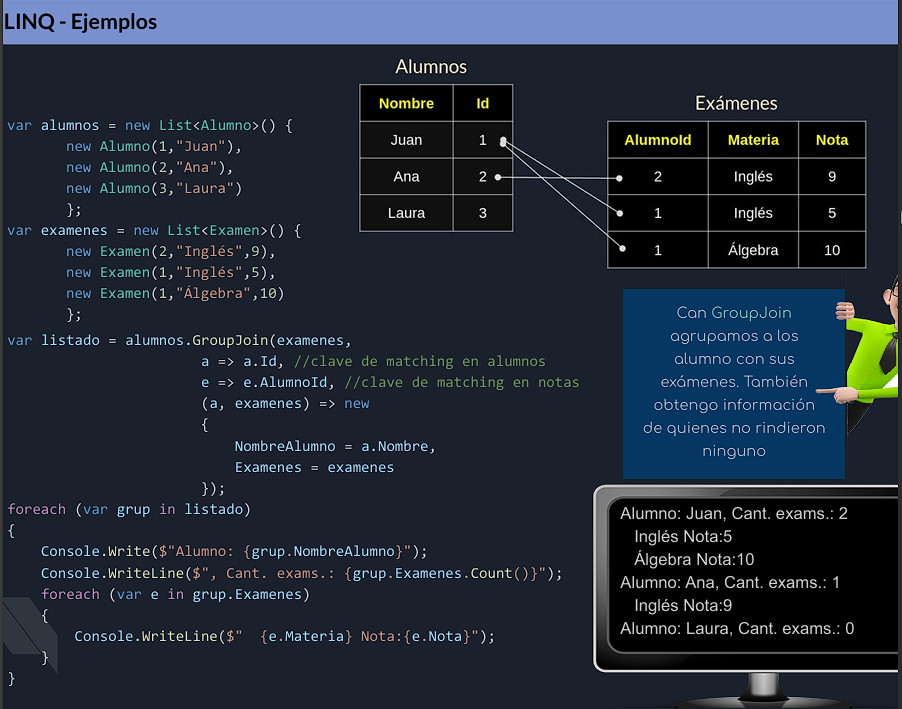 LINQ - Ejemplos
var alumnos = new List<Alumno>() {
new Alumno(1,"Juan"),
new Alumno(2,"Ana"),
new Alumno(3,"Laura")
};
var examenes = new List<Examen>() {
new Examen(2,"Inglés",9),
new Examen(1,"Inglés",5),
new Examen(1,"Álgebra",10)
};
var listado = alumnos.GroupJoin(examenes,
a => a.Id, //clave de matching en alumnos
e => e.AlumnoId, //clave de matching en notas
(a, examenes) => new
{
NombreAlumno = a.Nombre,
Examenes = examenes
});
foreach (var grup in listado)
{
Console.Write($"Alumno: {grup.NombreAlumno}");
Console.WriteLine($", Cant. exams.: {grup.Examenes.Count()}");
foreach (var e in grup.Examenes)
{
Console.WriteLine($"  {e.Materia} Nota:{e.Nota}");
}
}
Alumnos
Nombre Id
Juan 1
Ana 2
Laura 3
Exámenes
AlumnoId Materia Nota
2 Inglés 9
1 Inglés 5
1 Álgebra 10
Can GroupJoin
agrupamos a los
alumno con sus
exámenes. También
obtengo información
de quienes no rindieron
ninguno
Alumno: Juan, Cant. exams.: 2
Inglés Nota:5
Álgebra Nota:10
Alumno: Ana, Cant. exams.: 1
Inglés Nota:9
Alumno: Laura, Cant. exams.: 0